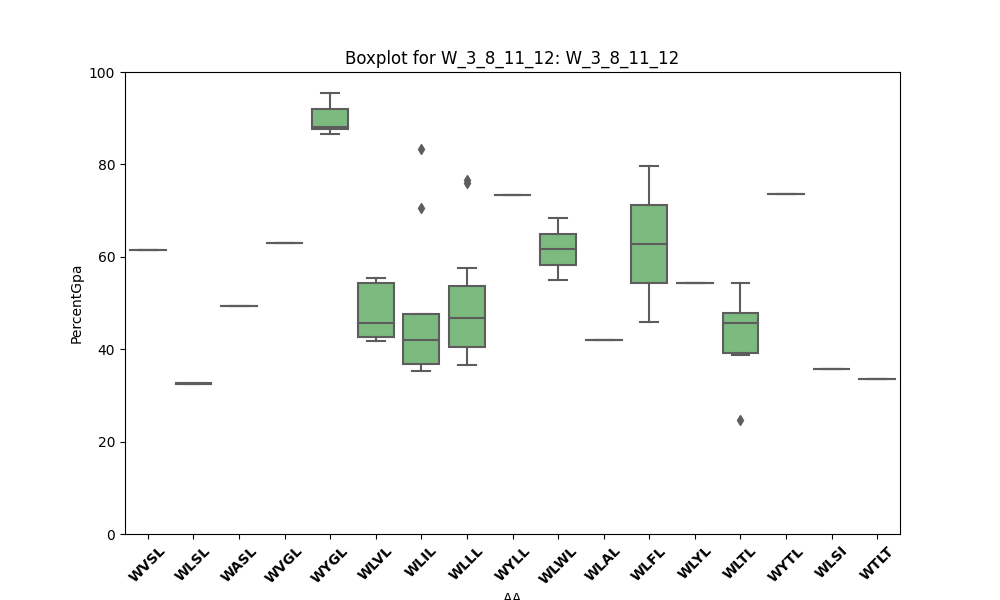 Boxplot for W_3_8_11_12: W_3_8_11_12
100
80
60
40
20
0
PercentGpa
WVSL
WLSL
WASL
WVGL
WYGL
WLVL
WLIL
WLLL
WYLL
WLWL
WLAL
WLFL
WLYL
WLTL
WYTL
WLSI
WTLT
AA